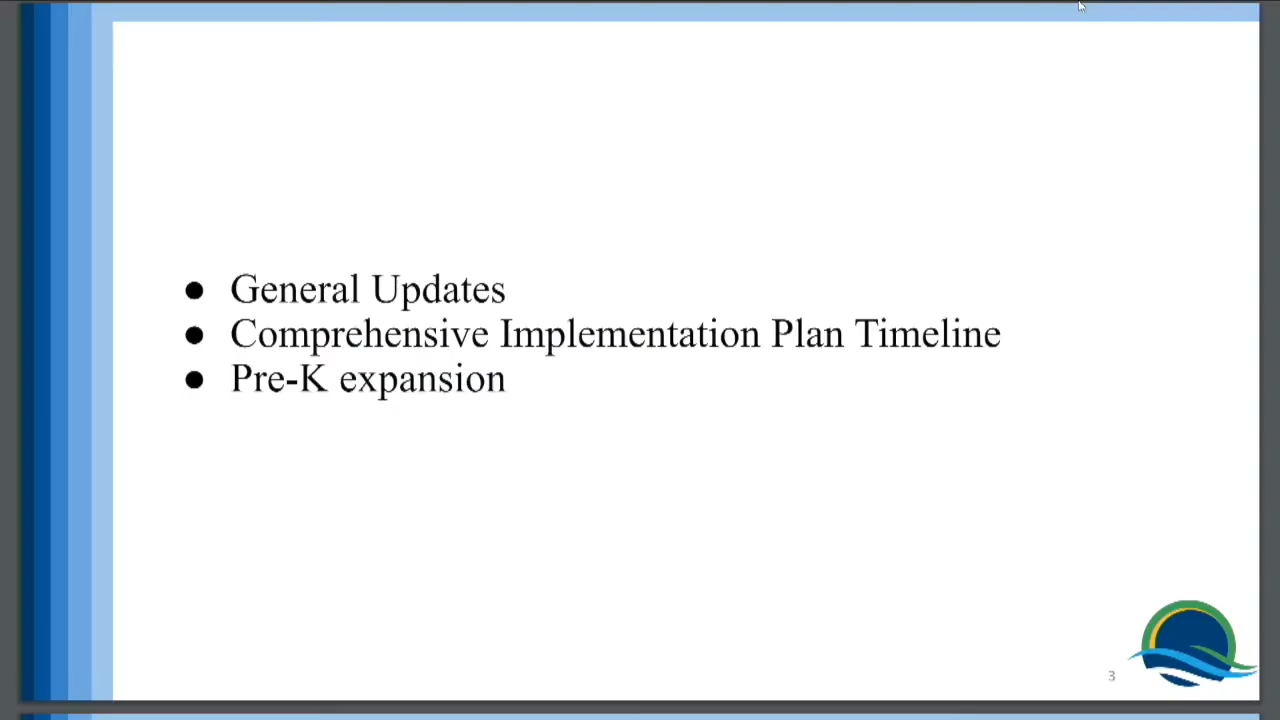 ● General Updates
● Comprehensive Implementation Plan Timeline
● Pre-K expansion
3